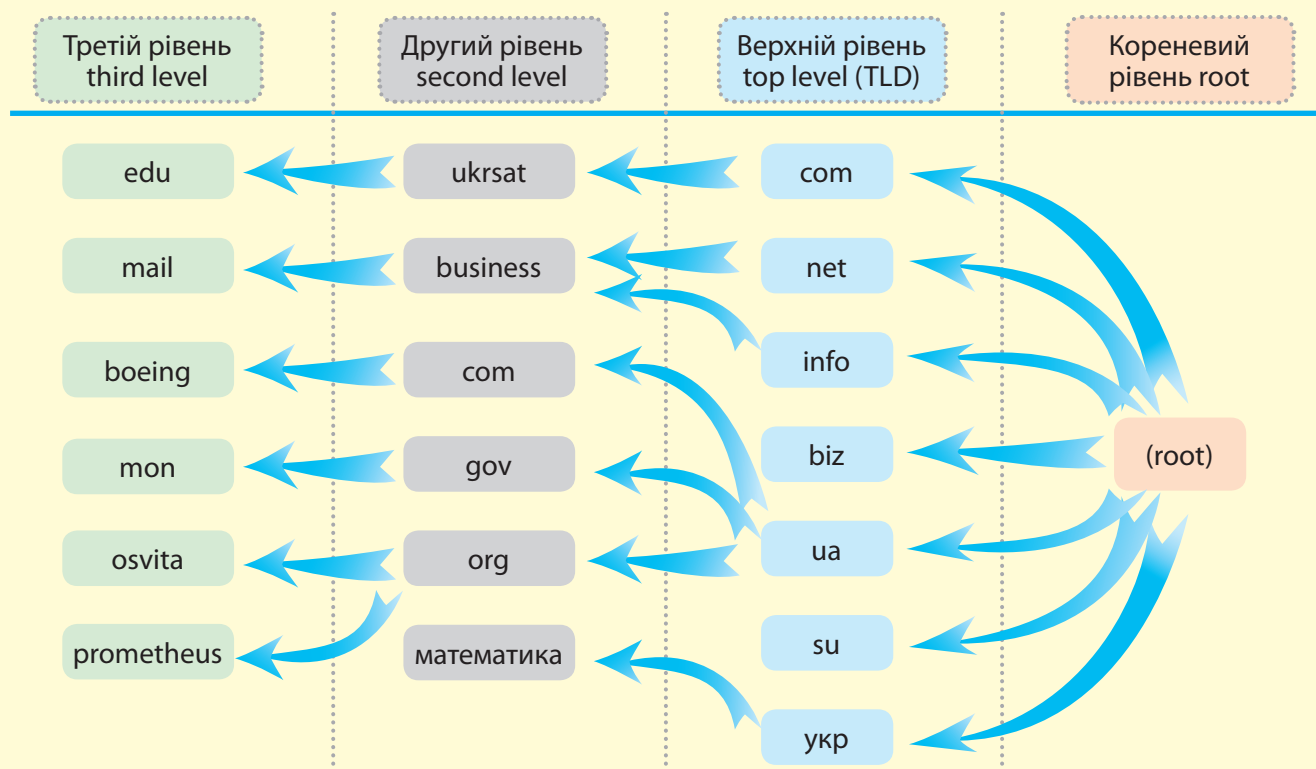 Третій рівень
third level
Другий рівень
second level
Верхній рівень
top level (TLD)
Кореневий
рівень root
edu
ukrsat
com
mail
business
net
boeing
com
info
mon
gov
biz
(root)
osvita
org
ua
prometheus
математика
su
укр